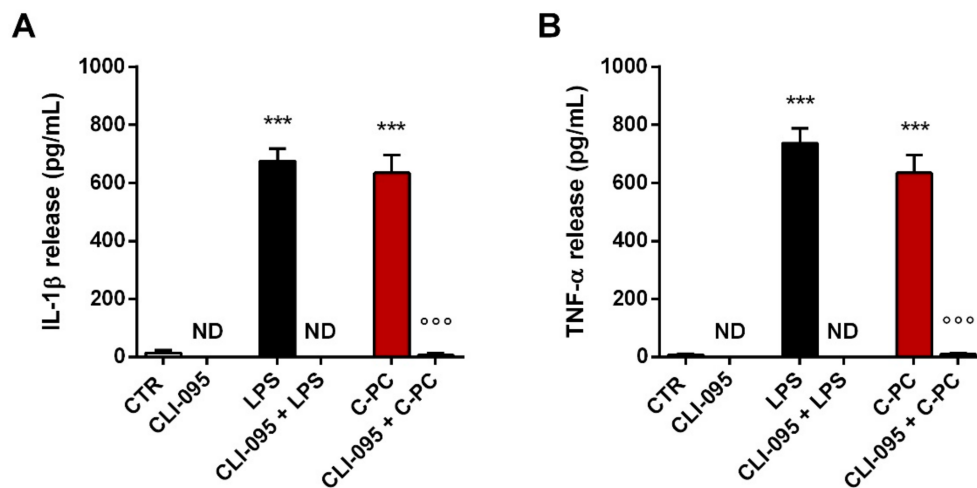 A
IL-1β release (pg/mL)
1000
800
600
400
200
0
***
***
ND
ND
°°°
CTR
CLI-095
LPS
CLI-095 + LPS
C-PC
CLI-095 + C-PC
B
TNF-α release (pg/mL)
1000
800
600
400
200
0
***
***
ND
ND
°°°
CTR
CLI-095
LPS
CLI-095 + LPS
C-PC
CLI-095 + C-PC